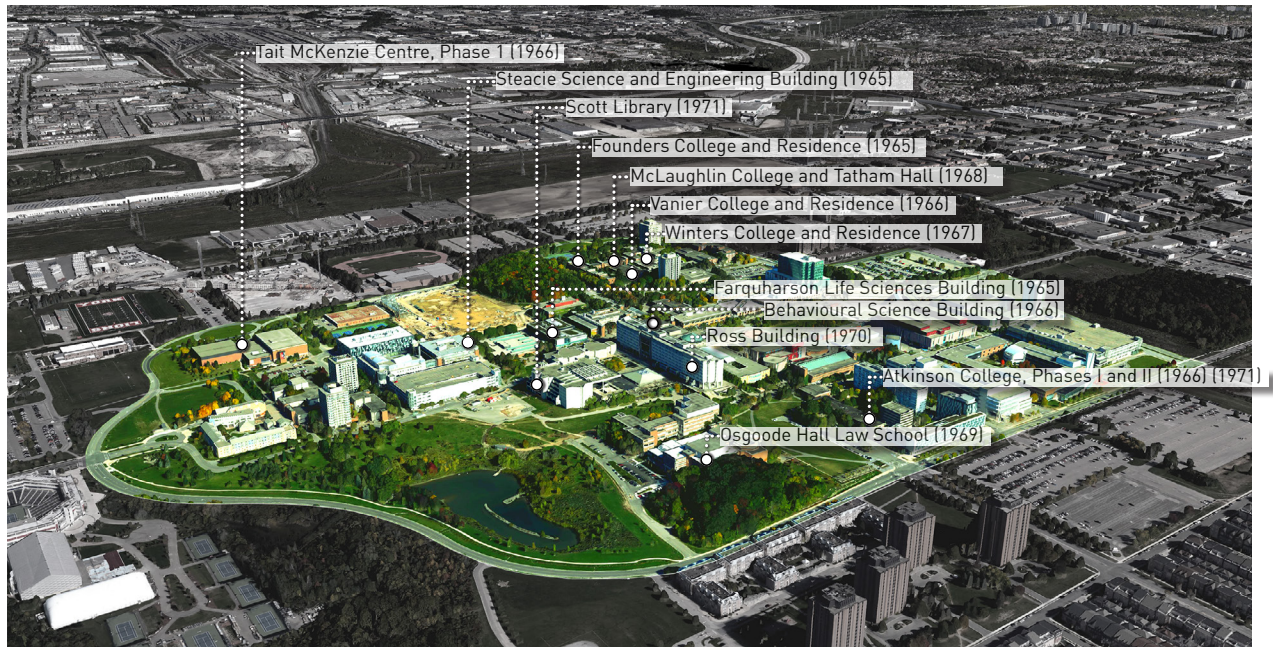 Tait McKenzie Centre, Phase 1 (1966)
Steacie Science and Engineering Building (1965)
Scott Library (1971)
Founders College and Residence (1965)
McLaughlin College and Tatham Hall (1968)
Vanier College and Residence (1966)
Winters College and Residence (1967)
Farquharson Life Sciences Building (1965)
Behavioural Science Building (1966)
Ross Building (1970)
Atkinson College, Phases I and II (1966) (1971)
Osgoode Hall Law School (1969)